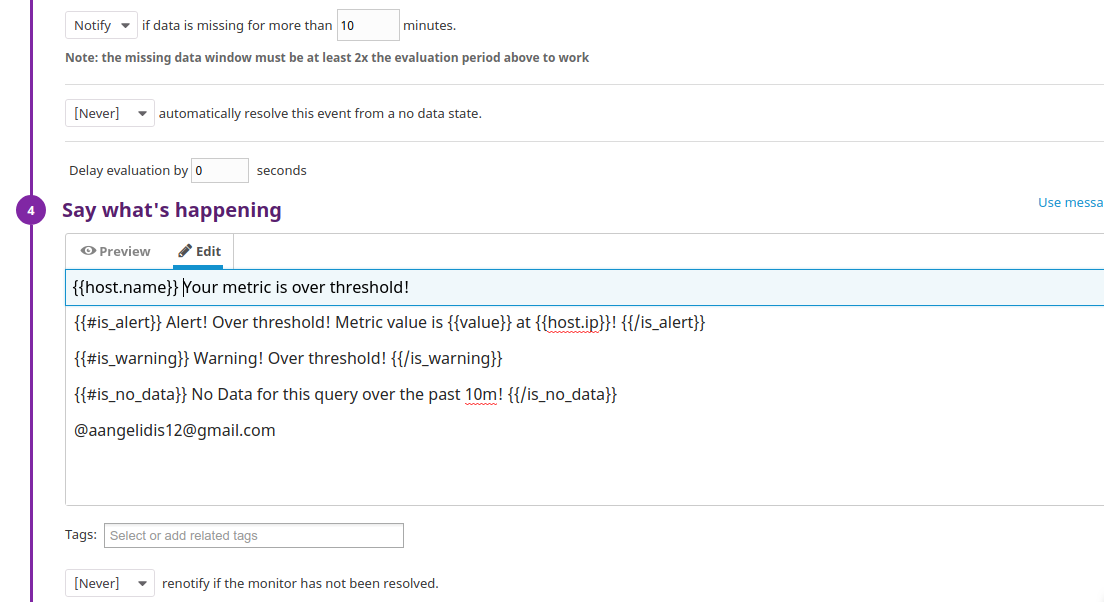 Notify if data is missing for more than 10 minutes.
Note: the missing data window must be at least 2x the evaluation period above to work
[Never] automatically resolve this event from a no data state.
Delay evaluation by 0 seconds
4 Say what's happening
Use messa
Preview Edit
{{host.name}} Your metric is over threshold!
{{#is_alert}} Alert! Over threshold! Metric value is {{value}} at {{host.ip}}! {{/is_alert}}
{{#is_warning}} Warning! Over threshold! {{/is_warning}}
{{#is_no_data}} No Data for this query over the past 10m! {{/is_no_data}}
@aangelidis12@gmail.com
Tags: Select or add related tags
[Never] renotify if the monitor has not been resolved.